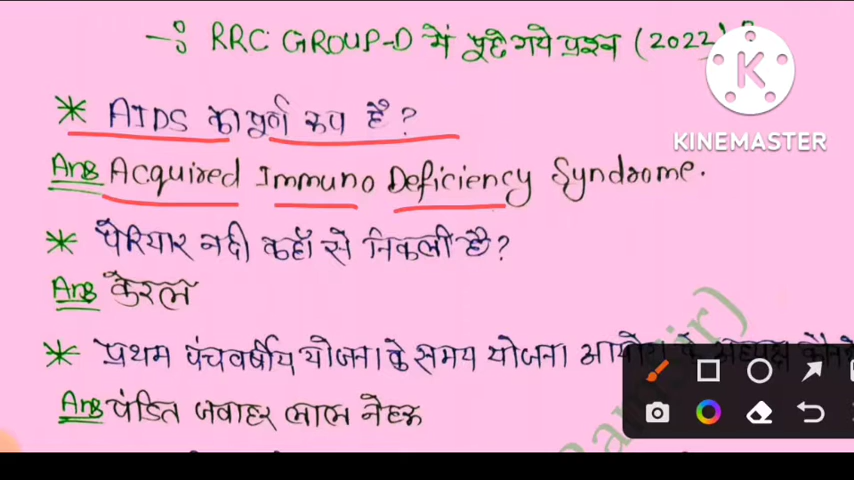 →: RRC GROUP-D में पूछे गये प्रश्न (2022)
K
KINEMASTER
* AIDS का पूर्ण रूप है ?
Ans Acquired Immuno Deficiency Syndrome.
* पेरियार नदी कहाँ से निकली है ?
Ans केरल
* प्रथम पंचवर्षीय योजना के समय योजना आयोग के अध्यक्ष कौन थे
Ans पंडित जवाहर लाल नेहरू